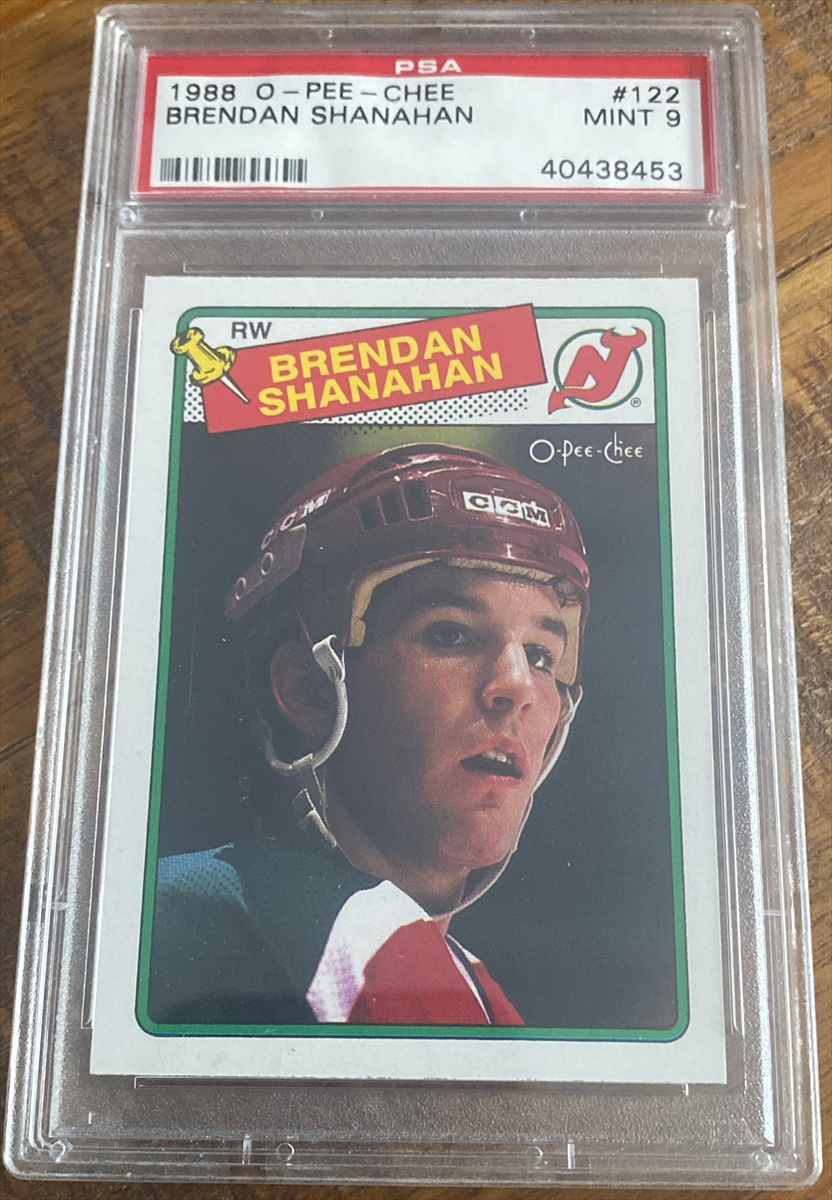 PSA
1988 O-PEE-CHEE #122
BRENDAN SHANAHAN MINT 9
40438453
RW
BRENDAN
SHANAHAN
®
O-Pee-Chee
CCM
CCM